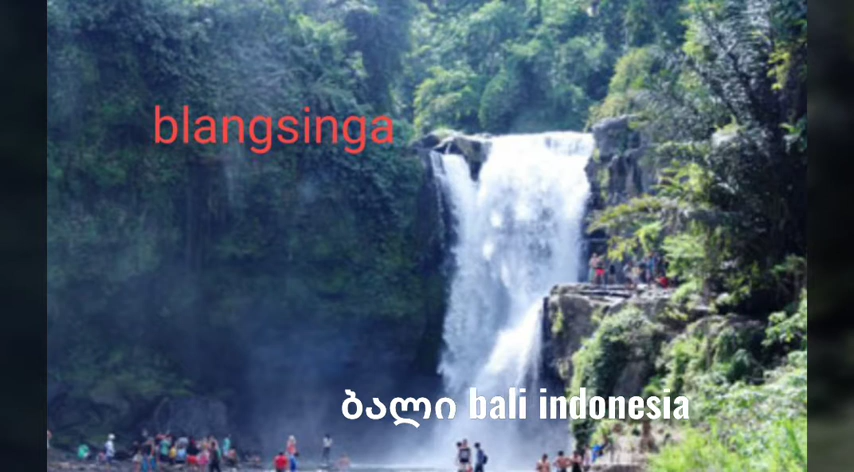 blangsinga
ბალი bali indonesia